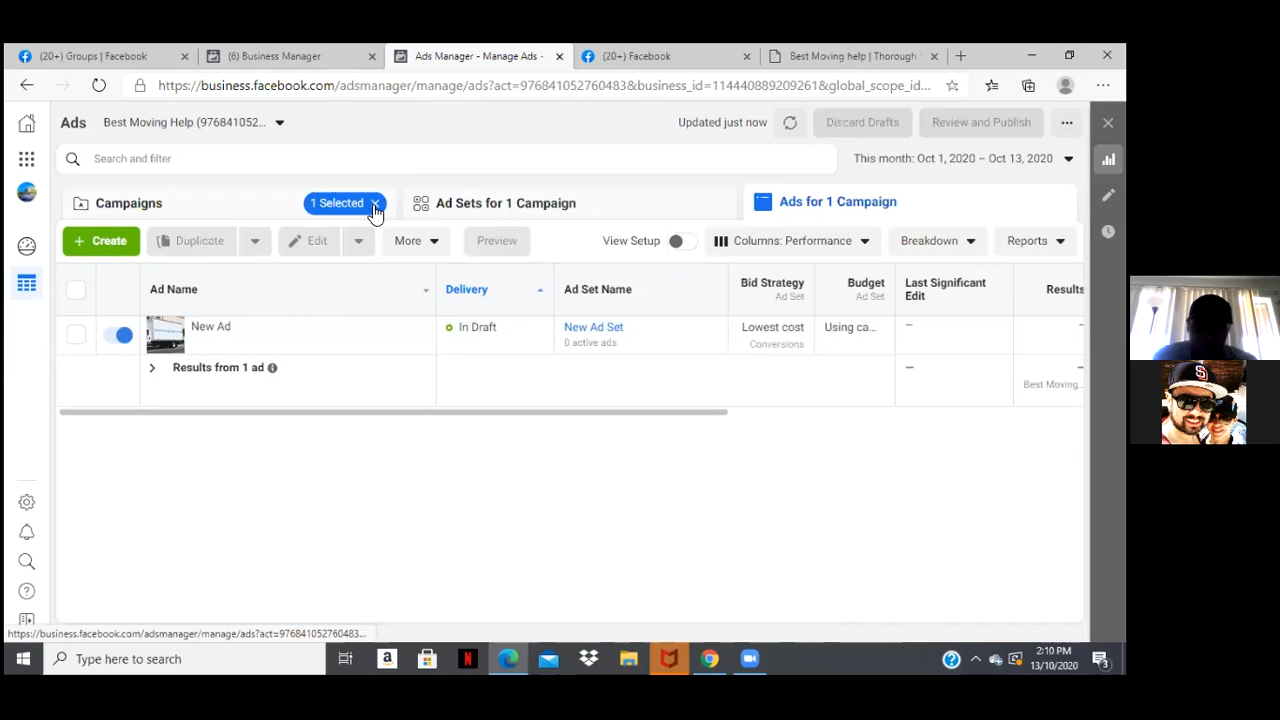 (20+) Groups | Facebook
(6) Business Manager
Ads Manager - Manage Ads -
(20+) Facebook
Best Moving help | Thorough
https://business.facebook.com/adsmanager/manage/ads?act=976841052760483&business_id=114440889209261&global_scope_id...
Ads
Best Moving Help (976841052...
Updated just now
Discard Drafts
Review and Publish
Search and filter
This month: Oct 1, 2020 – Oct 13, 2020
Campaigns
1 Selected
Ad Sets for 1 Campaign
Ads for 1 Campaign
+ Create
Duplicate
Edit
More
Preview
View Setup
Columns: Performance
Breakdown
Reports
Ad Name
Delivery
Ad Set Name
Bid Strategy
Ad Set
Budget
Ad Set
Last Significant
Edit
Results
New Ad
In Draft
New Ad Set
0 active ads
Lowest cost
Conversions
Using ca...
—
Results from 1 ad
—
Best Moving...
https://business.facebook.com/adsmanager/manage/ads?act=976841052760483...
Type here to search
2:10 PM
13/10/2020
3